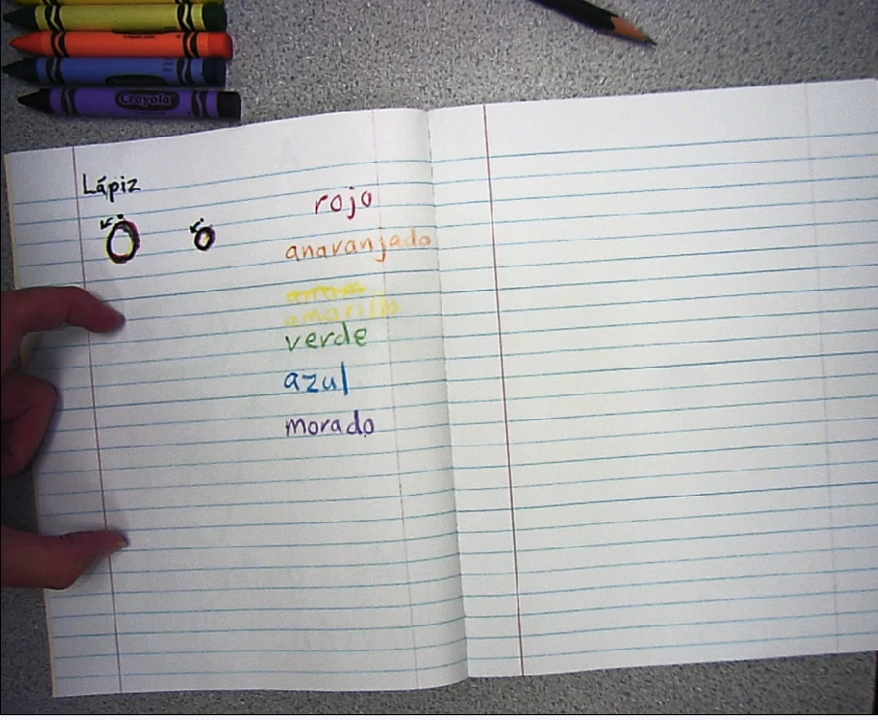 Crayola
Lápiz
O o
rojo
anaranjado
amarillo
verde
azul
morado